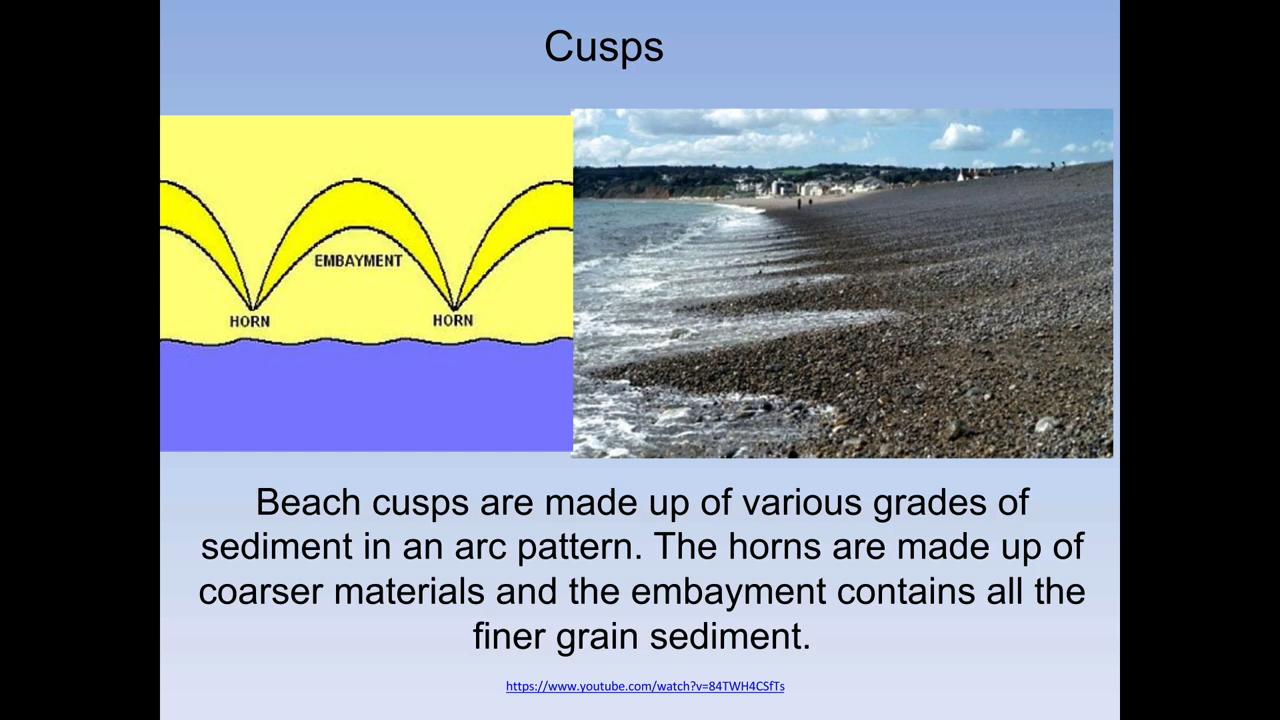 Cusps
EMBAYMENT
HORN
HORN
Beach cusps are made up of various grades of
sediment in an arc pattern. The horns are made up of
coarser materials and the embayment contains all the
finer grain sediment.
https://www.youtube.com/watch?v=84TWH4CSfTs